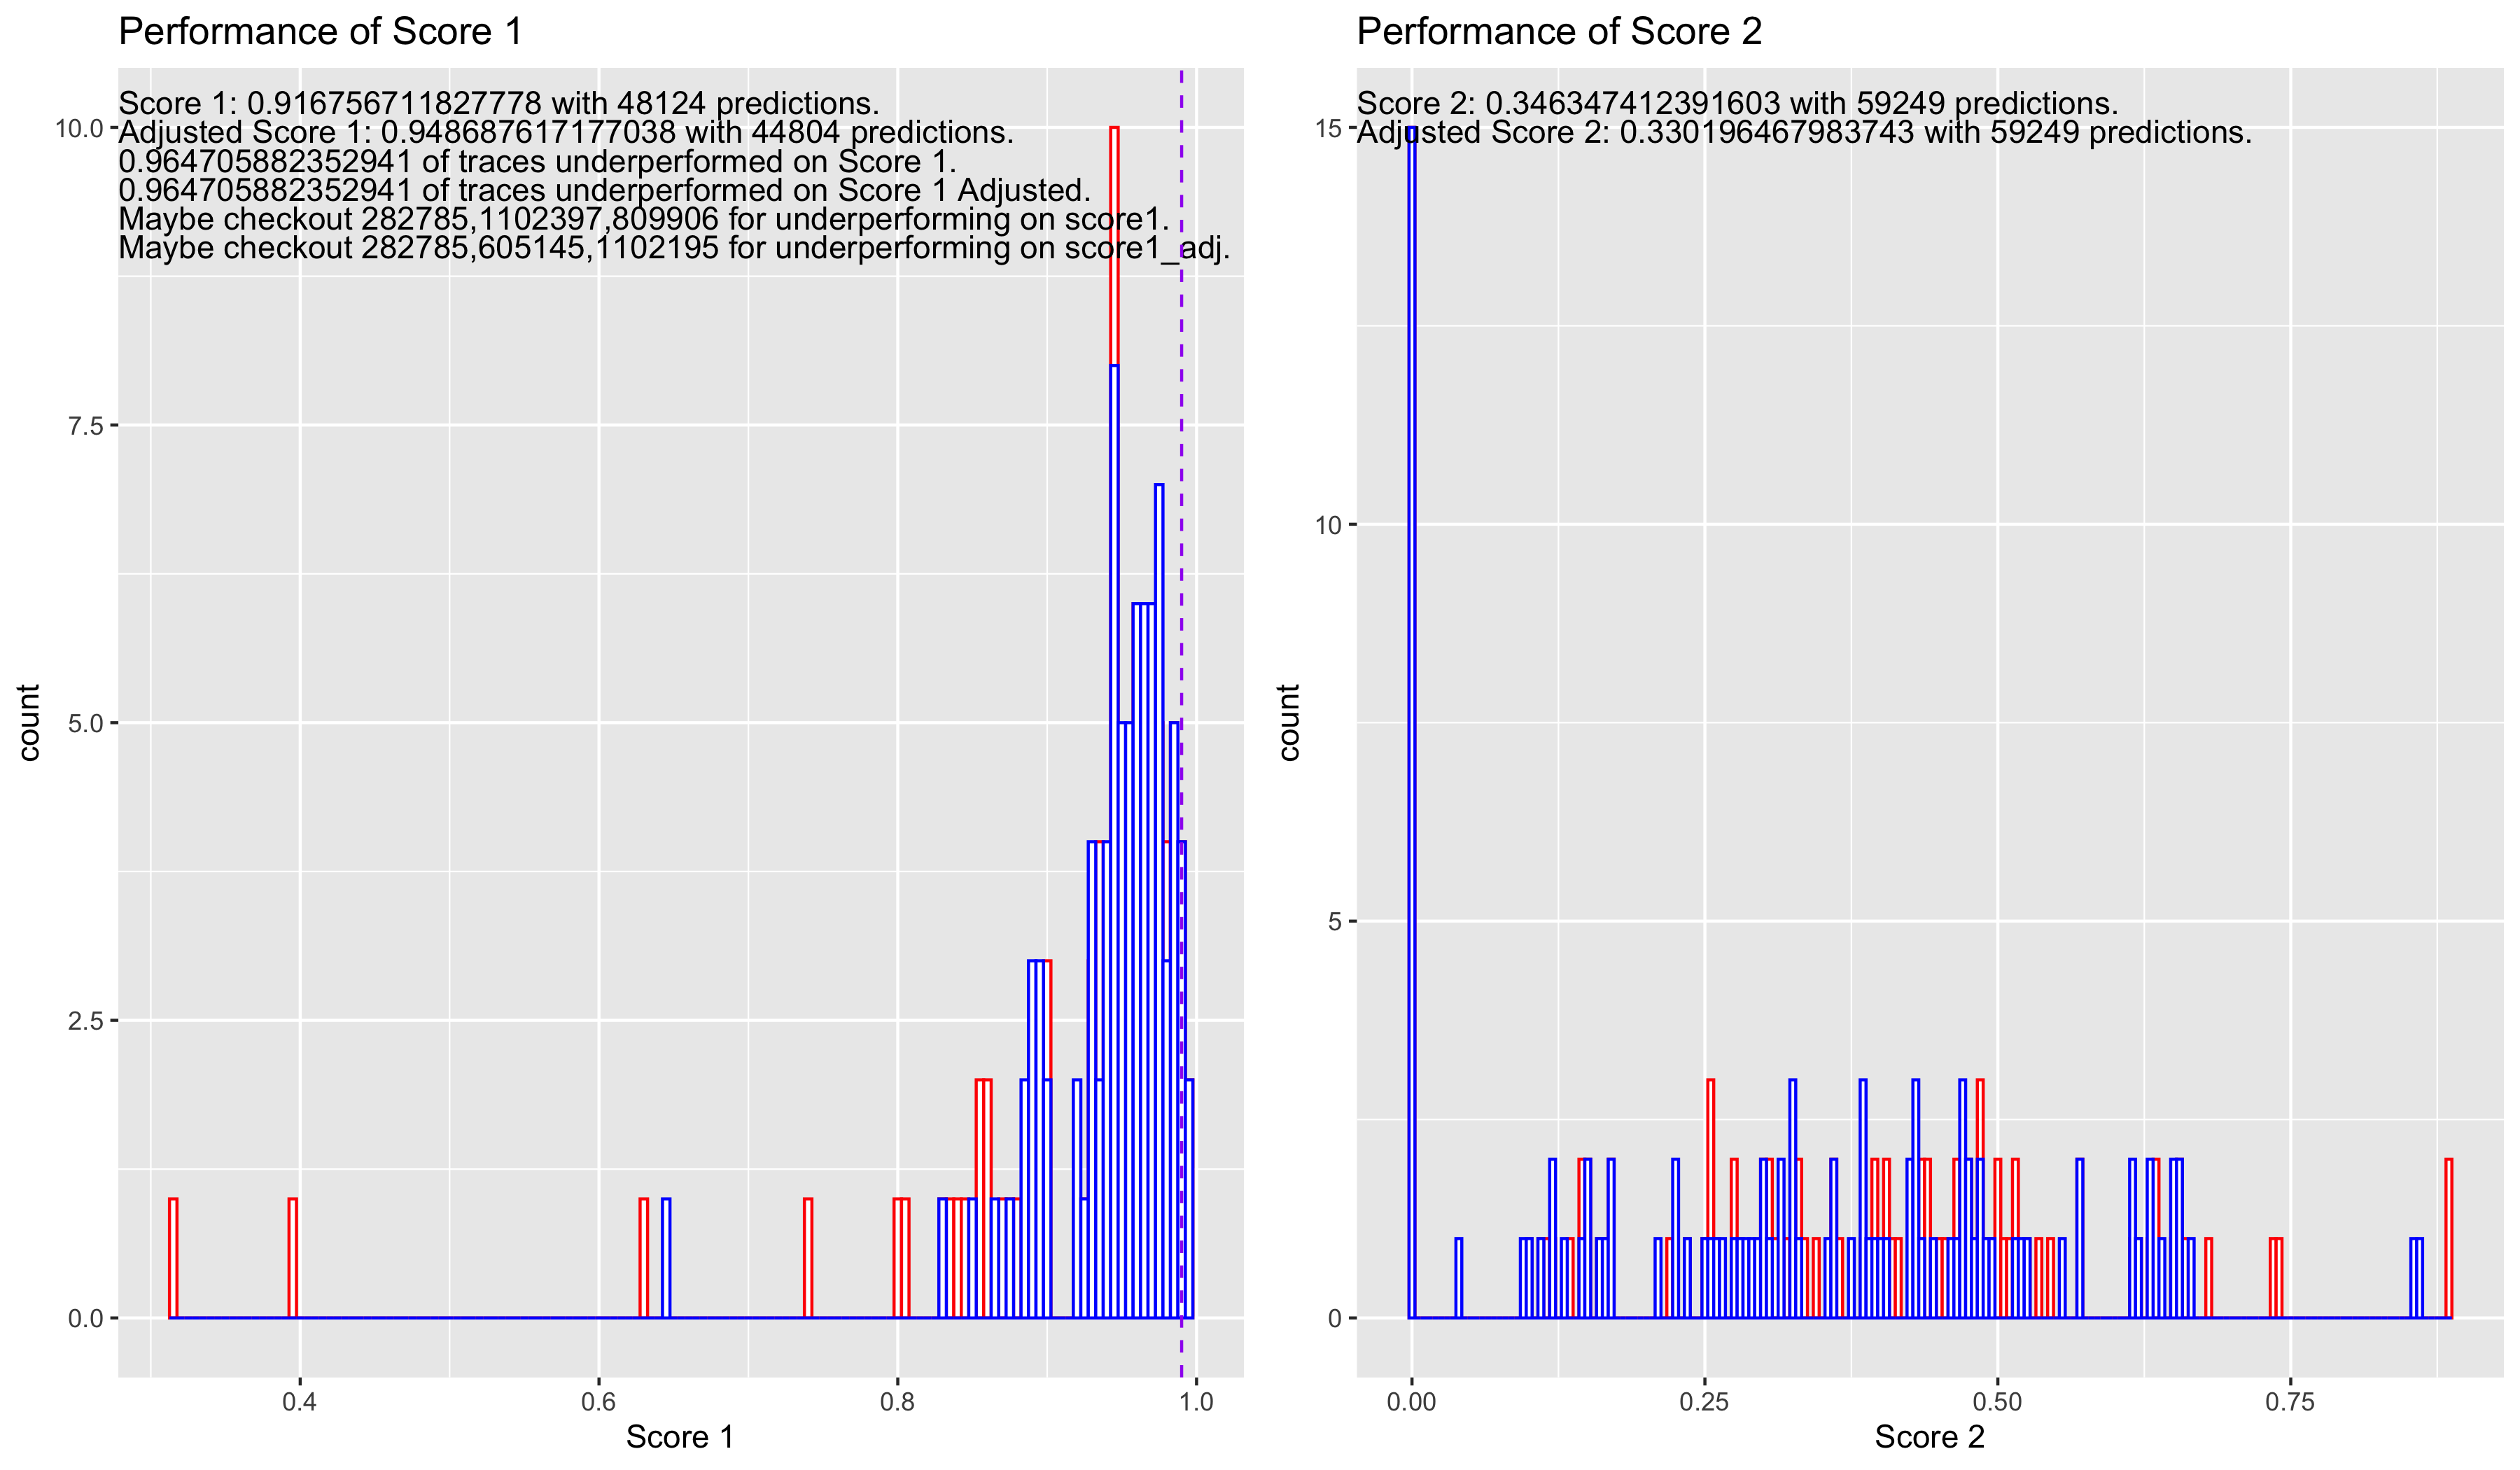 Performance of Score 1
Score 1: 0.916756711827778 with 48124 predictions.
Adjusted Score 1: 0.948687617177038 with 44804 predictions.
0.964705882352941 of traces underperformed on Score 1.
0.964705882352941 of traces underperformed on Score 1 Adjusted.
Maybe checkout 282785,1102397,809906 for underperforming on score1.
Maybe checkout 282785,605145,1102195 for underperforming on score1_adj.
10.0
7.5
5.0
2.5
0.0
count
0.4
0.6
0.8
1.0
Score 1
Performance of Score 2
Score 2: 0.346347412391603 with 59249 predictions.
Adjusted Score 2: 0.330196467983743 with 59249 predictions.
15
10
5
0
count
0.00
0.25
0.50
0.75
Score 2